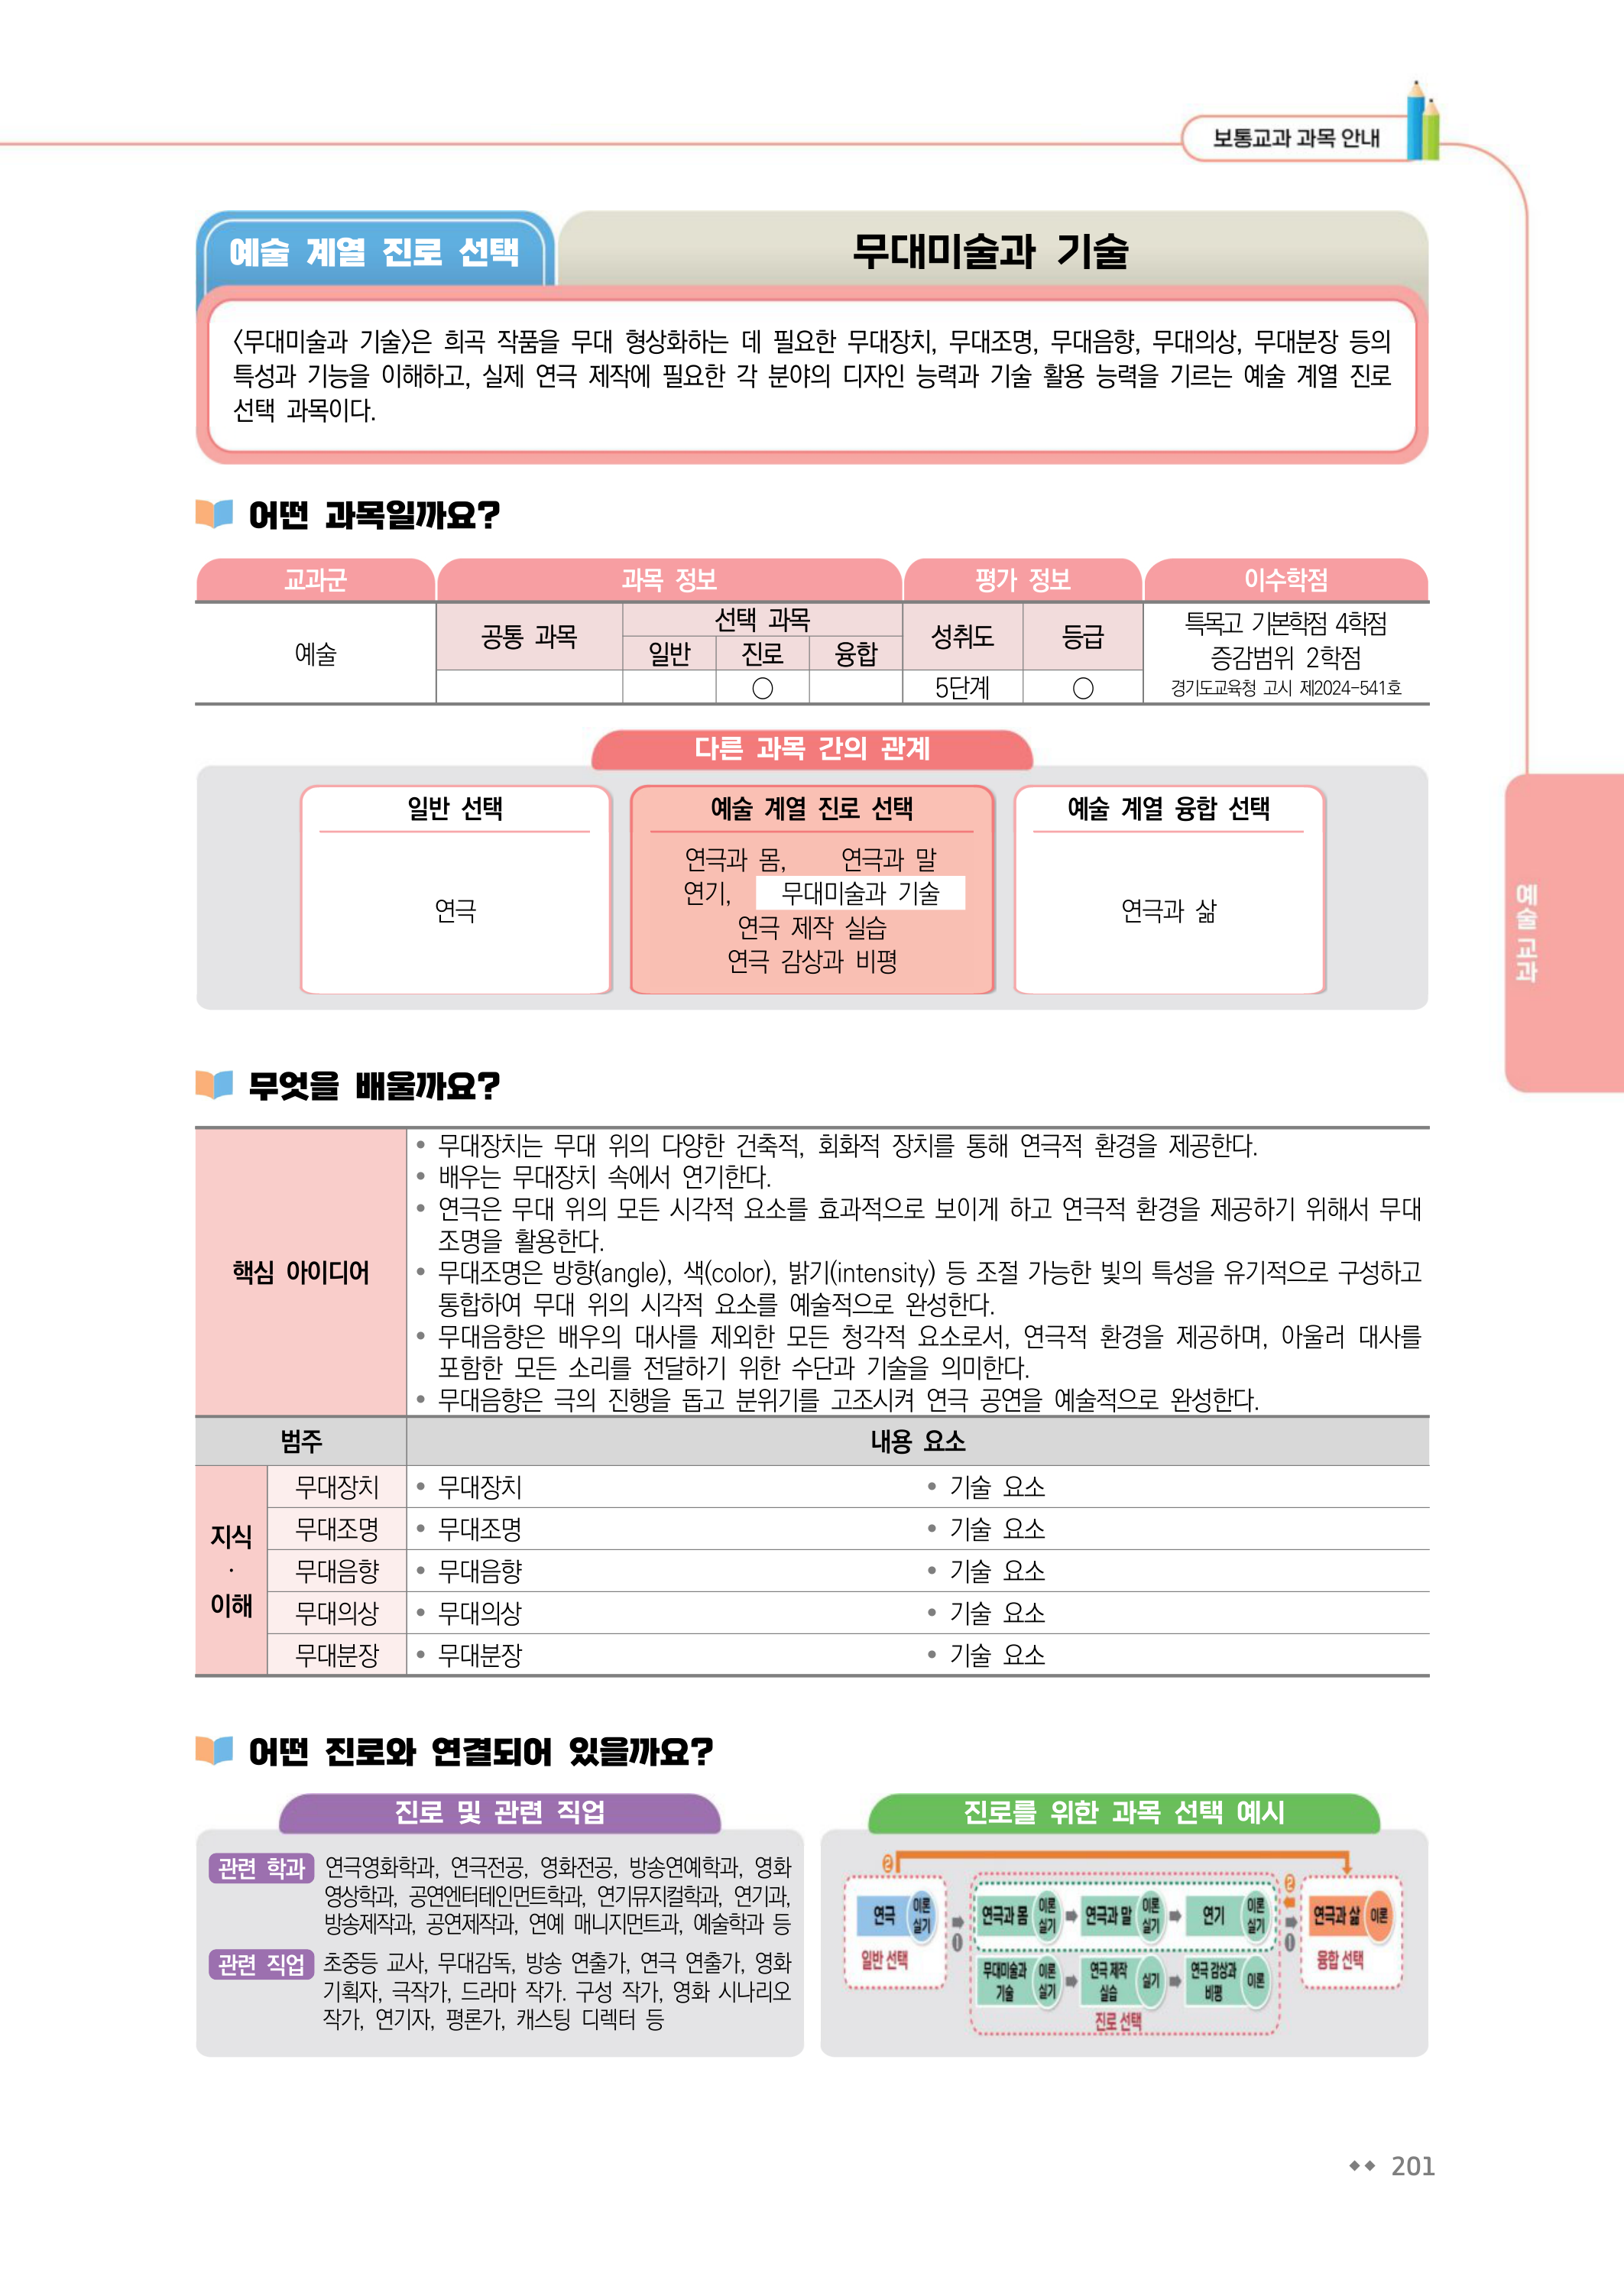 보통교과 과목 안내
예술 계열 진로 선택
무대미술과 기술
〈무대미술과 기술〉은 희곡 작품을 무대 형상화하는 데 필요한 무대장치, 무대조명, 무대음향, 무대의상, 무대분장 등의
특성과 기능을 이해하고, 실제 연극 제작에 필요한 각 분야의 디자인 능력과 기술 활용 능력을 기르는 예술 계열 진로
선택 과목이다.
어떤 과목일까요?
교과군 과목 정보 평가 정보 이수학점
예술
공통 과목
선택 과목
일반 진로 융합
성취도 등급
○ 5단계 ○
특목고 기본학점 4학점
증감범위 2학점
경기도교육청 고시 제2024-541호
다른 과목 간의 관계
일반 선택
연극
예술 계열 진로 선택
연극과 몸, 연극과 말
연기, 무대미술과 기술
연극 제작 실습
연극 감상과 비평
예술 계열 융합 선택
연극과 삶
예술 교과
무엇을 배울까요?
핵심 아이디어
• 무대장치는 무대 위의 다양한 건축적, 회화적 장치를 통해 연극적 환경을 제공한다.
• 배우는 무대장치 속에서 연기한다.
• 연극은 무대 위의 모든 시각적 요소를 효과적으로 보이게 하고 연극적 환경을 제공하기 위해서 무대
조명을 활용한다.
• 무대조명은 방향(angle), 색(color), 밝기(intensity) 등 조절 가능한 빛의 특성을 유기적으로 구성하고
통합하여 무대 위의 시각적 요소를 예술적으로 완성한다.
• 무대음향은 배우의 대사를 제외한 모든 청각적 요소로서, 연극적 환경을 제공하며, 아울러 대사를
포함한 모든 소리를 전달하기 위한 수단과 기술을 의미한다.
• 무대음향은 극의 진행을 돕고 분위기를 고조시켜 연극 공연을 예술적으로 완성한다.
범주 내용 요소
지식
·
이해
무대장치 • 무대장치 • 기술 요소
무대조명 • 무대조명 • 기술 요소
무대음향 • 무대음향 • 기술 요소
무대의상 • 무대의상 • 기술 요소
무대분장 • 무대분장 • 기술 요소
어떤 진로와 연결되어 있을까요?
진로 및 관련 직업
관련 학과 연극영화학과, 연극전공, 영화전공, 방송연예학과, 영화
영상학과, 공연엔터테인먼트학과, 연기뮤지컬학과, 연기과,
방송제작과, 공연제작과, 연예 매니지먼트과, 예술학과 등
관련 직업 초중등 교사, 무대감독, 방송 연출가, 연극 연출가, 영화
기획자, 극작가, 드라마 작가. 구성 작가, 영화 시나리오
작가, 연기자, 평론가, 캐스팅 디렉터 등
진로를 위한 과목 선택 예시
❷
연극 이론 실기
일반 선택
➡ ❶
연극과 몸 이론 실기 ➡ 연극과 말 이론 실기 ➡ 연기 이론 실기
무대미술과 기술 이론 실기 ➡ 연극 제작 실습 실기 ➡ 연극 감상과 비평 이론
진로 선택
❷ ⬅ ➡ ❶
연극과 삶 이론
융합 선택
◆◆ 201